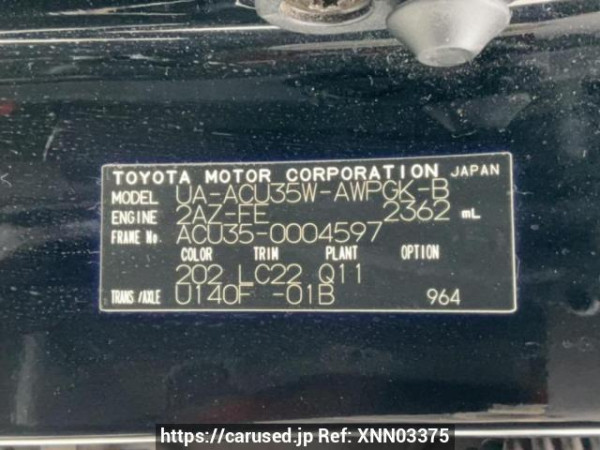 TOYOTA MOTOR CORPORATION JAPAN
MODEL UA-ACU35W-AWPGK-B
ENGINE 2AZ-FE 2362 mL
FRAME No. ACU35-0004597
COLOR TRIM PLANT OPTION
202 LC22 Q11
TRANS/AXLE U140F -01B 964
https://carused.jp Ref: XNN03375